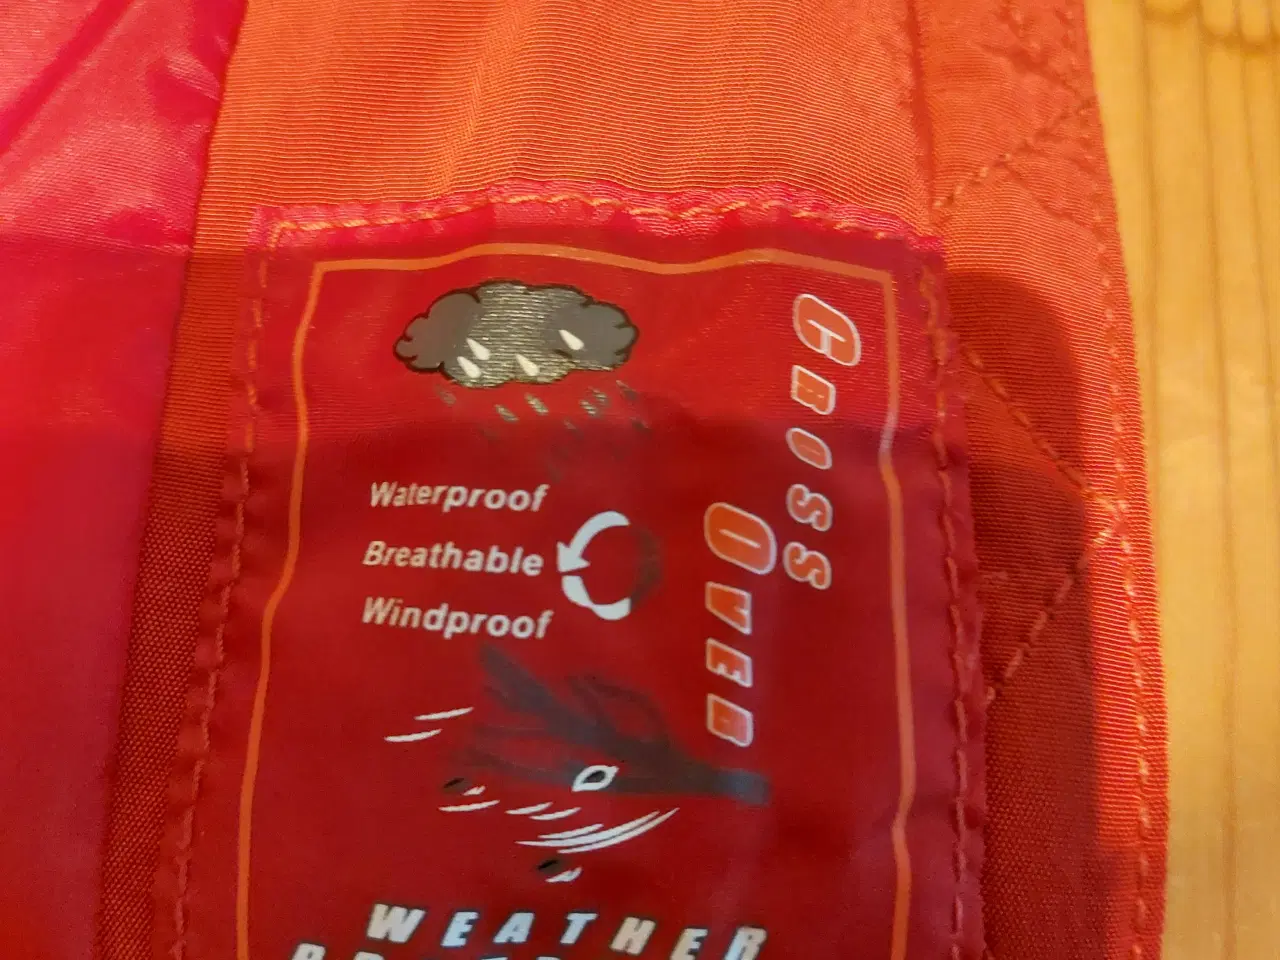 CROSS
OVER
Waterproof
Breathable
Windproof
WEATHER